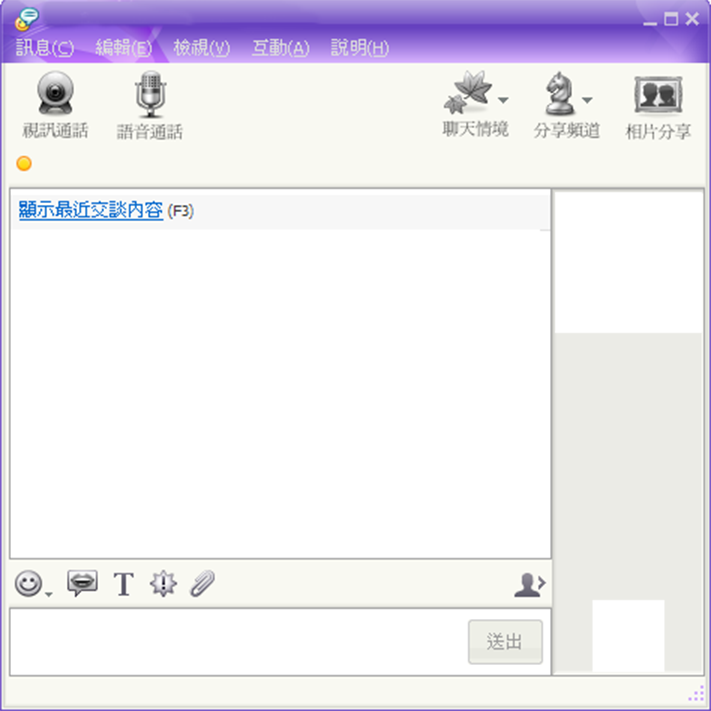 訊息(C) 編輯(E) 檢視(V) 互動(A) 說明(H)
視訊通話 語音通話 聊天情境 分享頻道 相片分享
顯示最近交談內容 (F3)
送出